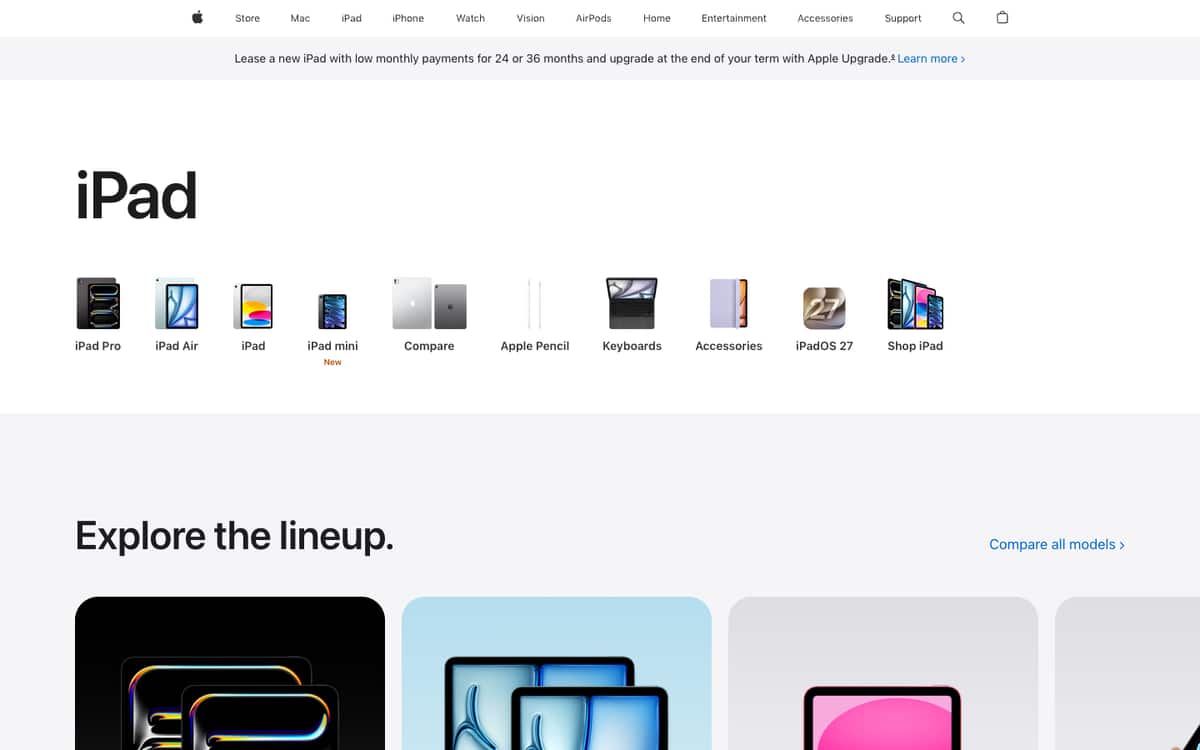 Store Mac iPad iPhone Watch Vision AirPods Home Entertainment Accessories Support
Lease a new iPad with low monthly payments for 24 or 36 months and upgrade at the end of your term with Apple Upgrade.± Learn more >
iPad
27
iPad Pro iPad Air iPad iPad mini Compare Apple Pencil Keyboards Accessories iPadOS 27 Shop iPad
New
Explore the lineup.
Compare all models >